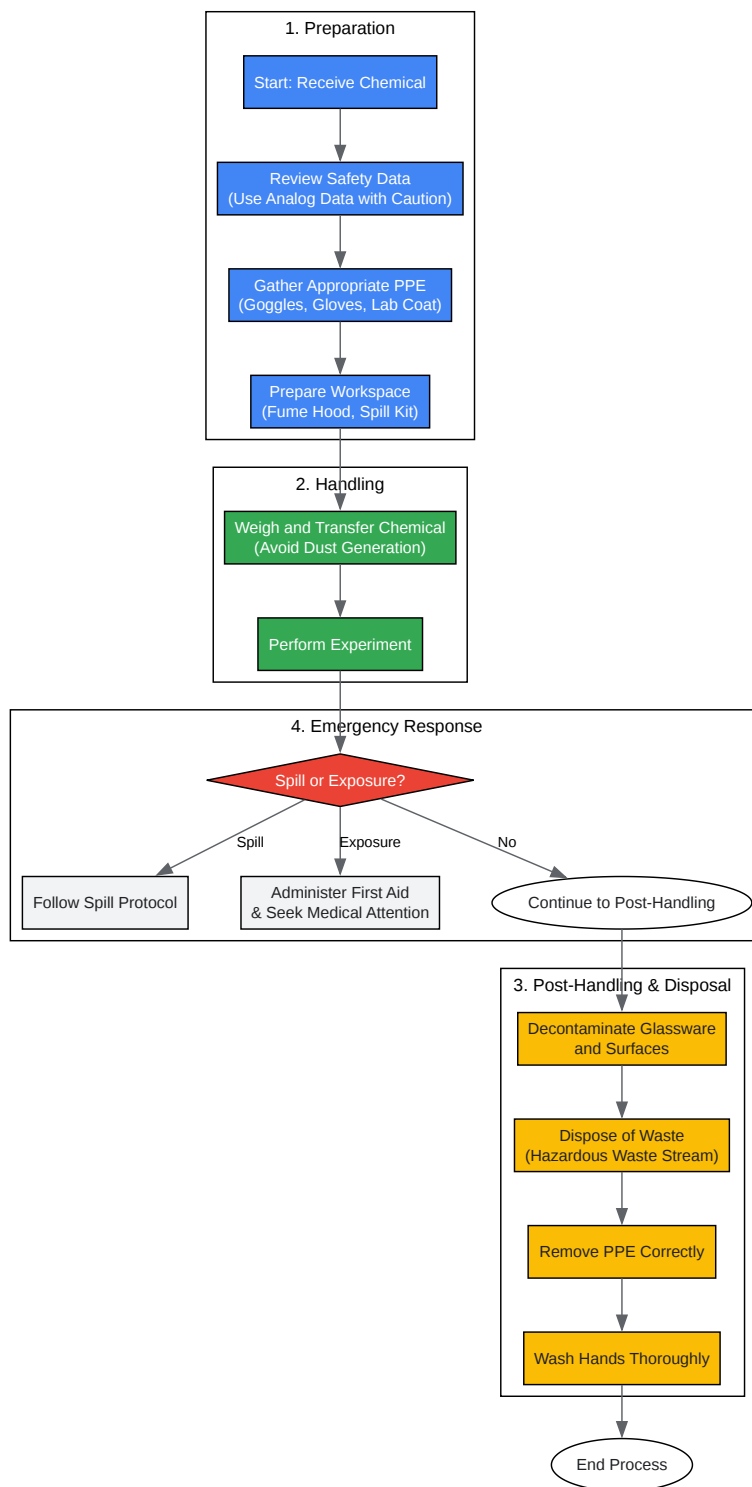 1. Preparation
Start: Receive Chemical
Review Safety Data
(Use Analog Data with Caution)
Gather Appropriate PPE
(Goggles, Gloves, Lab Coat)
Prepare Workspace
(Fume Hood, Spill Kit)
2. Handling
Weigh and Transfer Chemical
(Avoid Dust Generation)
Perform Experiment
4. Emergency Response
Spill or Exposure?
Spill
Exposure
No
Follow Spill Protocol
Administer First Aid
& Seek Medical Attention
Continue to Post-Handling
3. Post-Handling & Disposal
Decontaminate Glassware
and Surfaces
Dispose of Waste
(Hazardous Waste Stream)
Remove PPE Correctly
Wash Hands Thoroughly
End Process